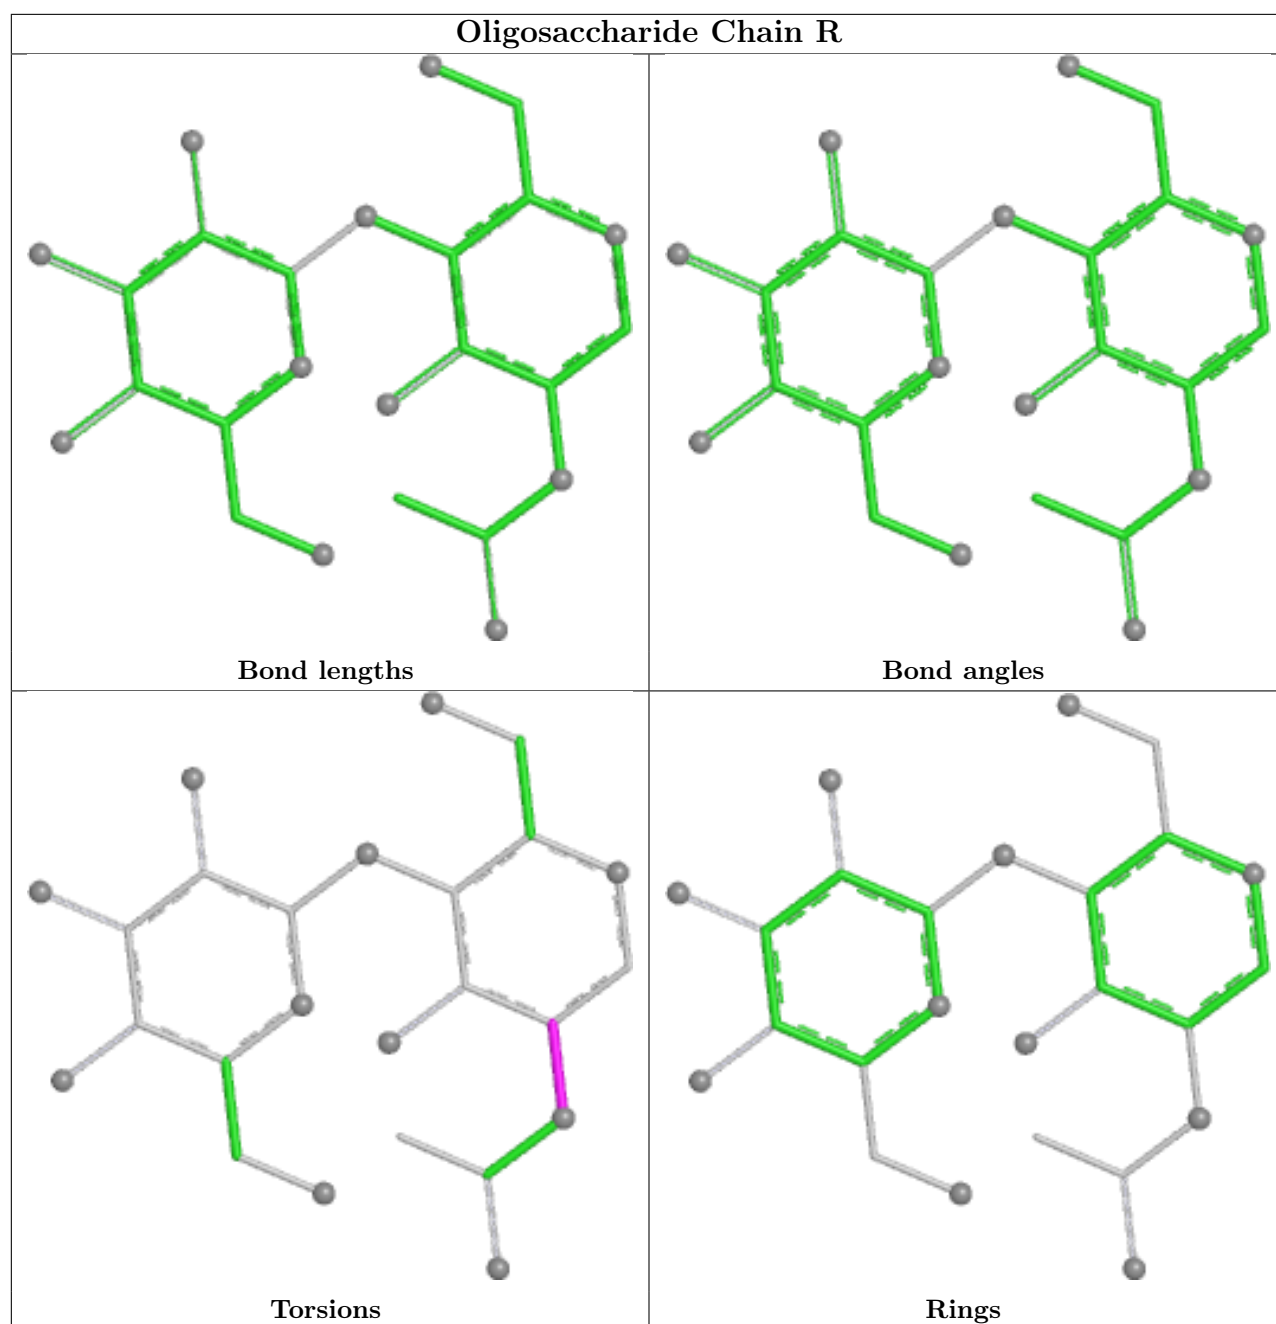 Oligosaccharide Chain R
Bond lengths
Bond angles
Torsions
Rings